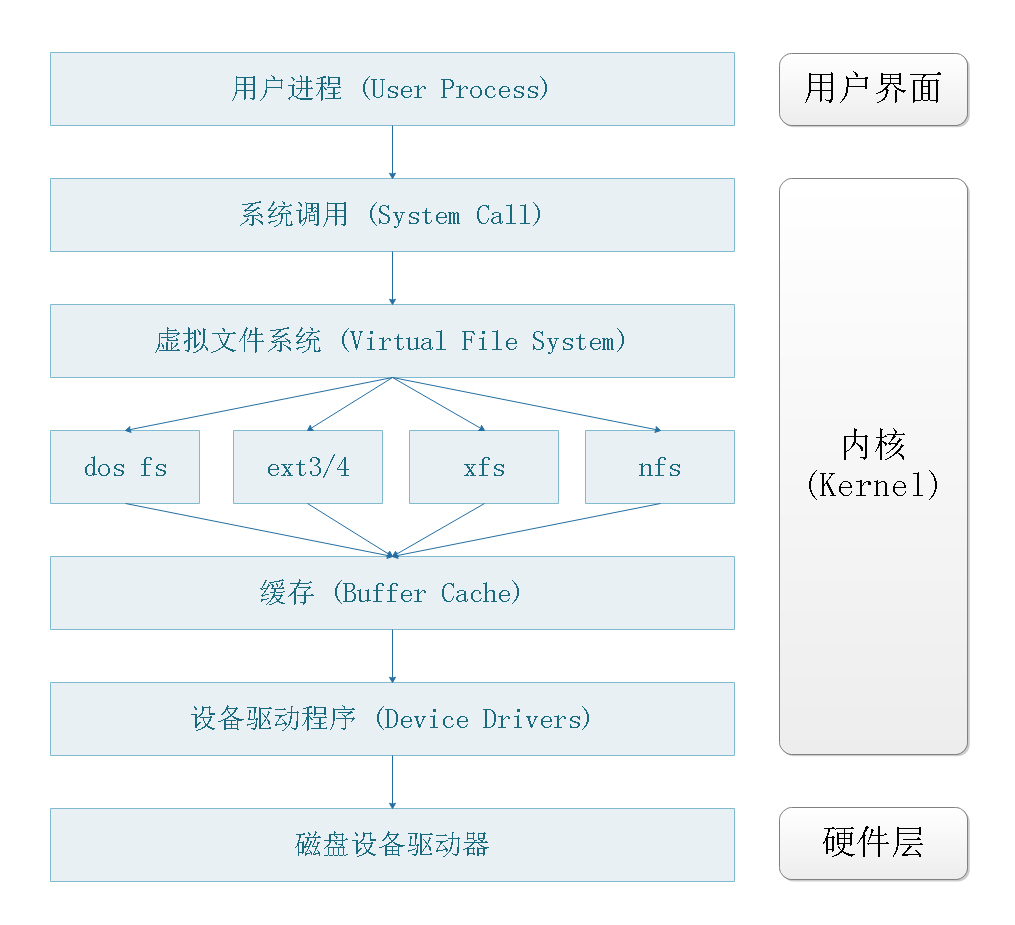 用户进程 (User Process)
用户界面
系统调用 (System Call)
虚拟文件系统 (Virtual File System)
内核
(Kernel)
dos fs
ext3/4
xfs
nfs
缓存 (Buffer Cache)
设备驱动程序 (Device Drivers)
磁盘设备驱动器
硬件层